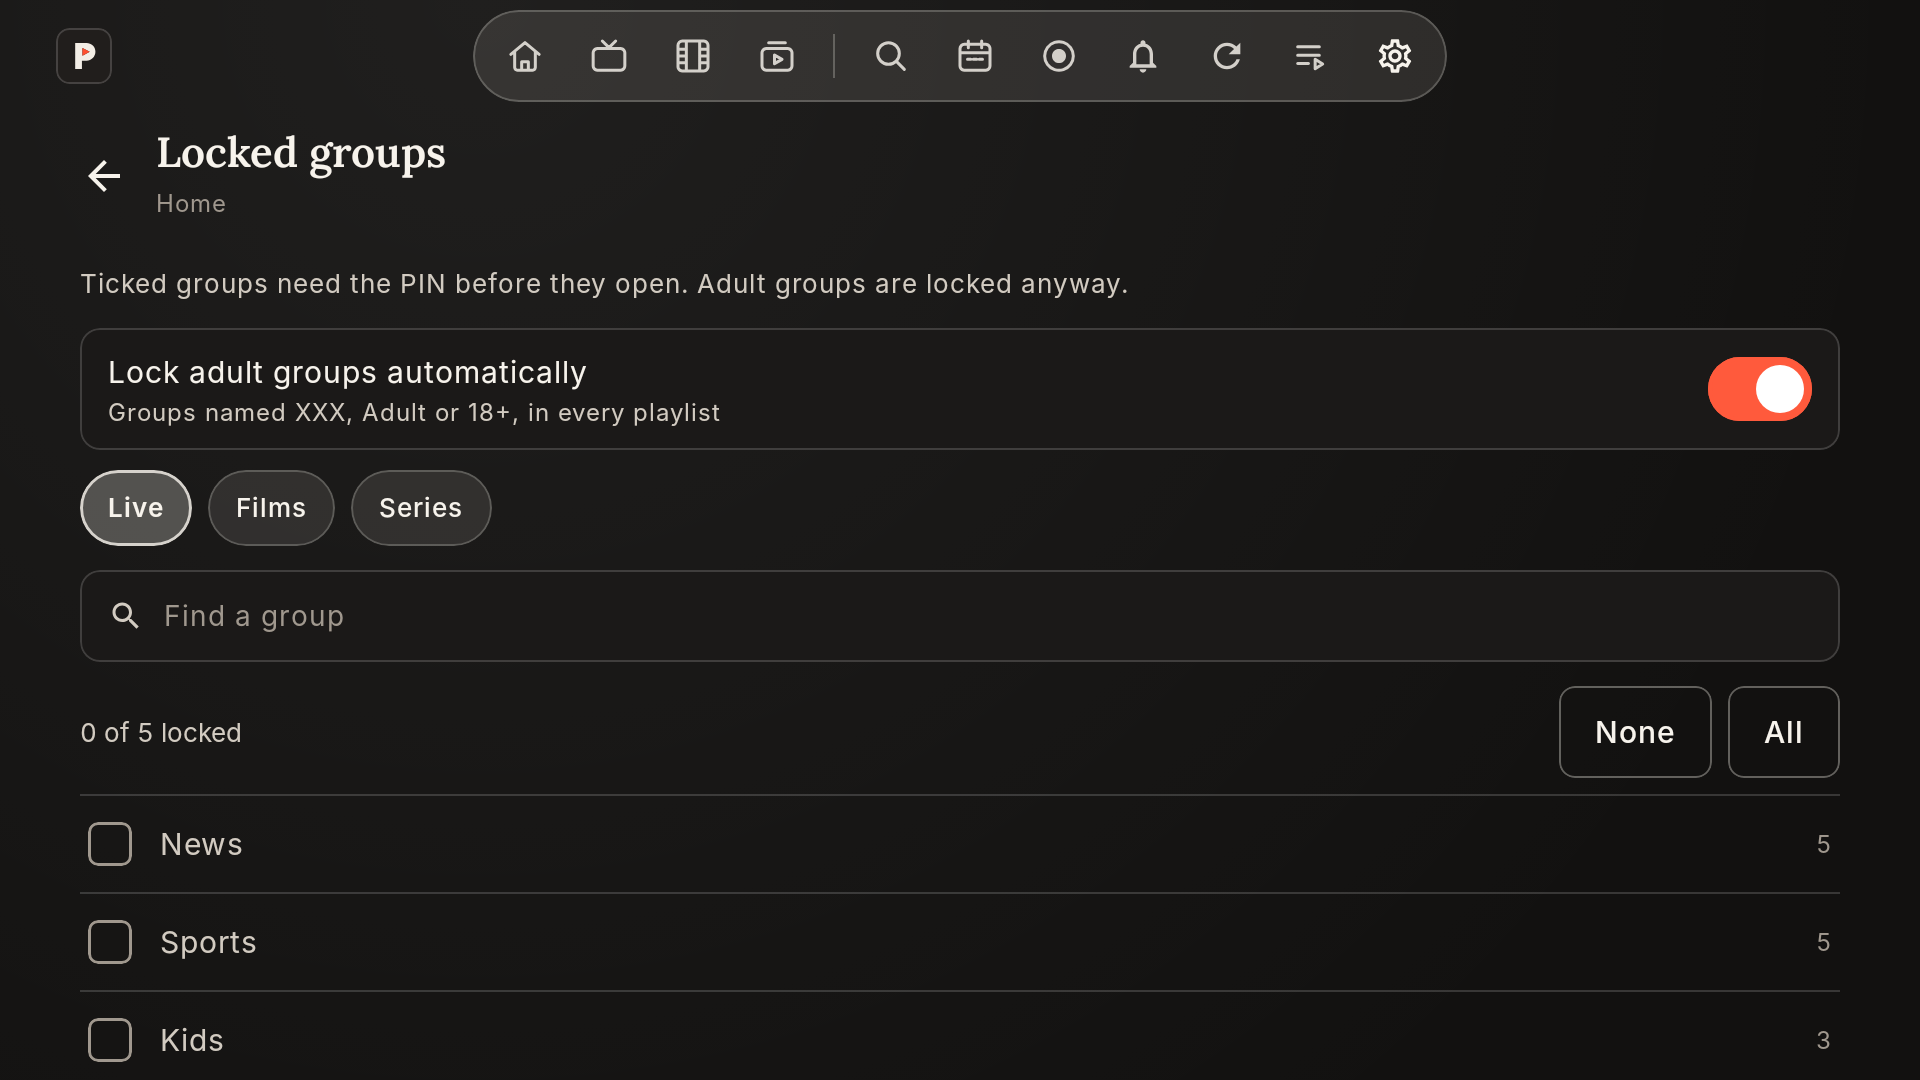 Locked groups
Home
Ticked groups need the PIN before they open. Adult groups are locked anyway.
Lock adult groups automatically
Groups named XXX, Adult or 18+, in every playlist
Live
Films
Series
Find a group
0 of 5 locked
None
All
News
5
Sports
5
Kids
3